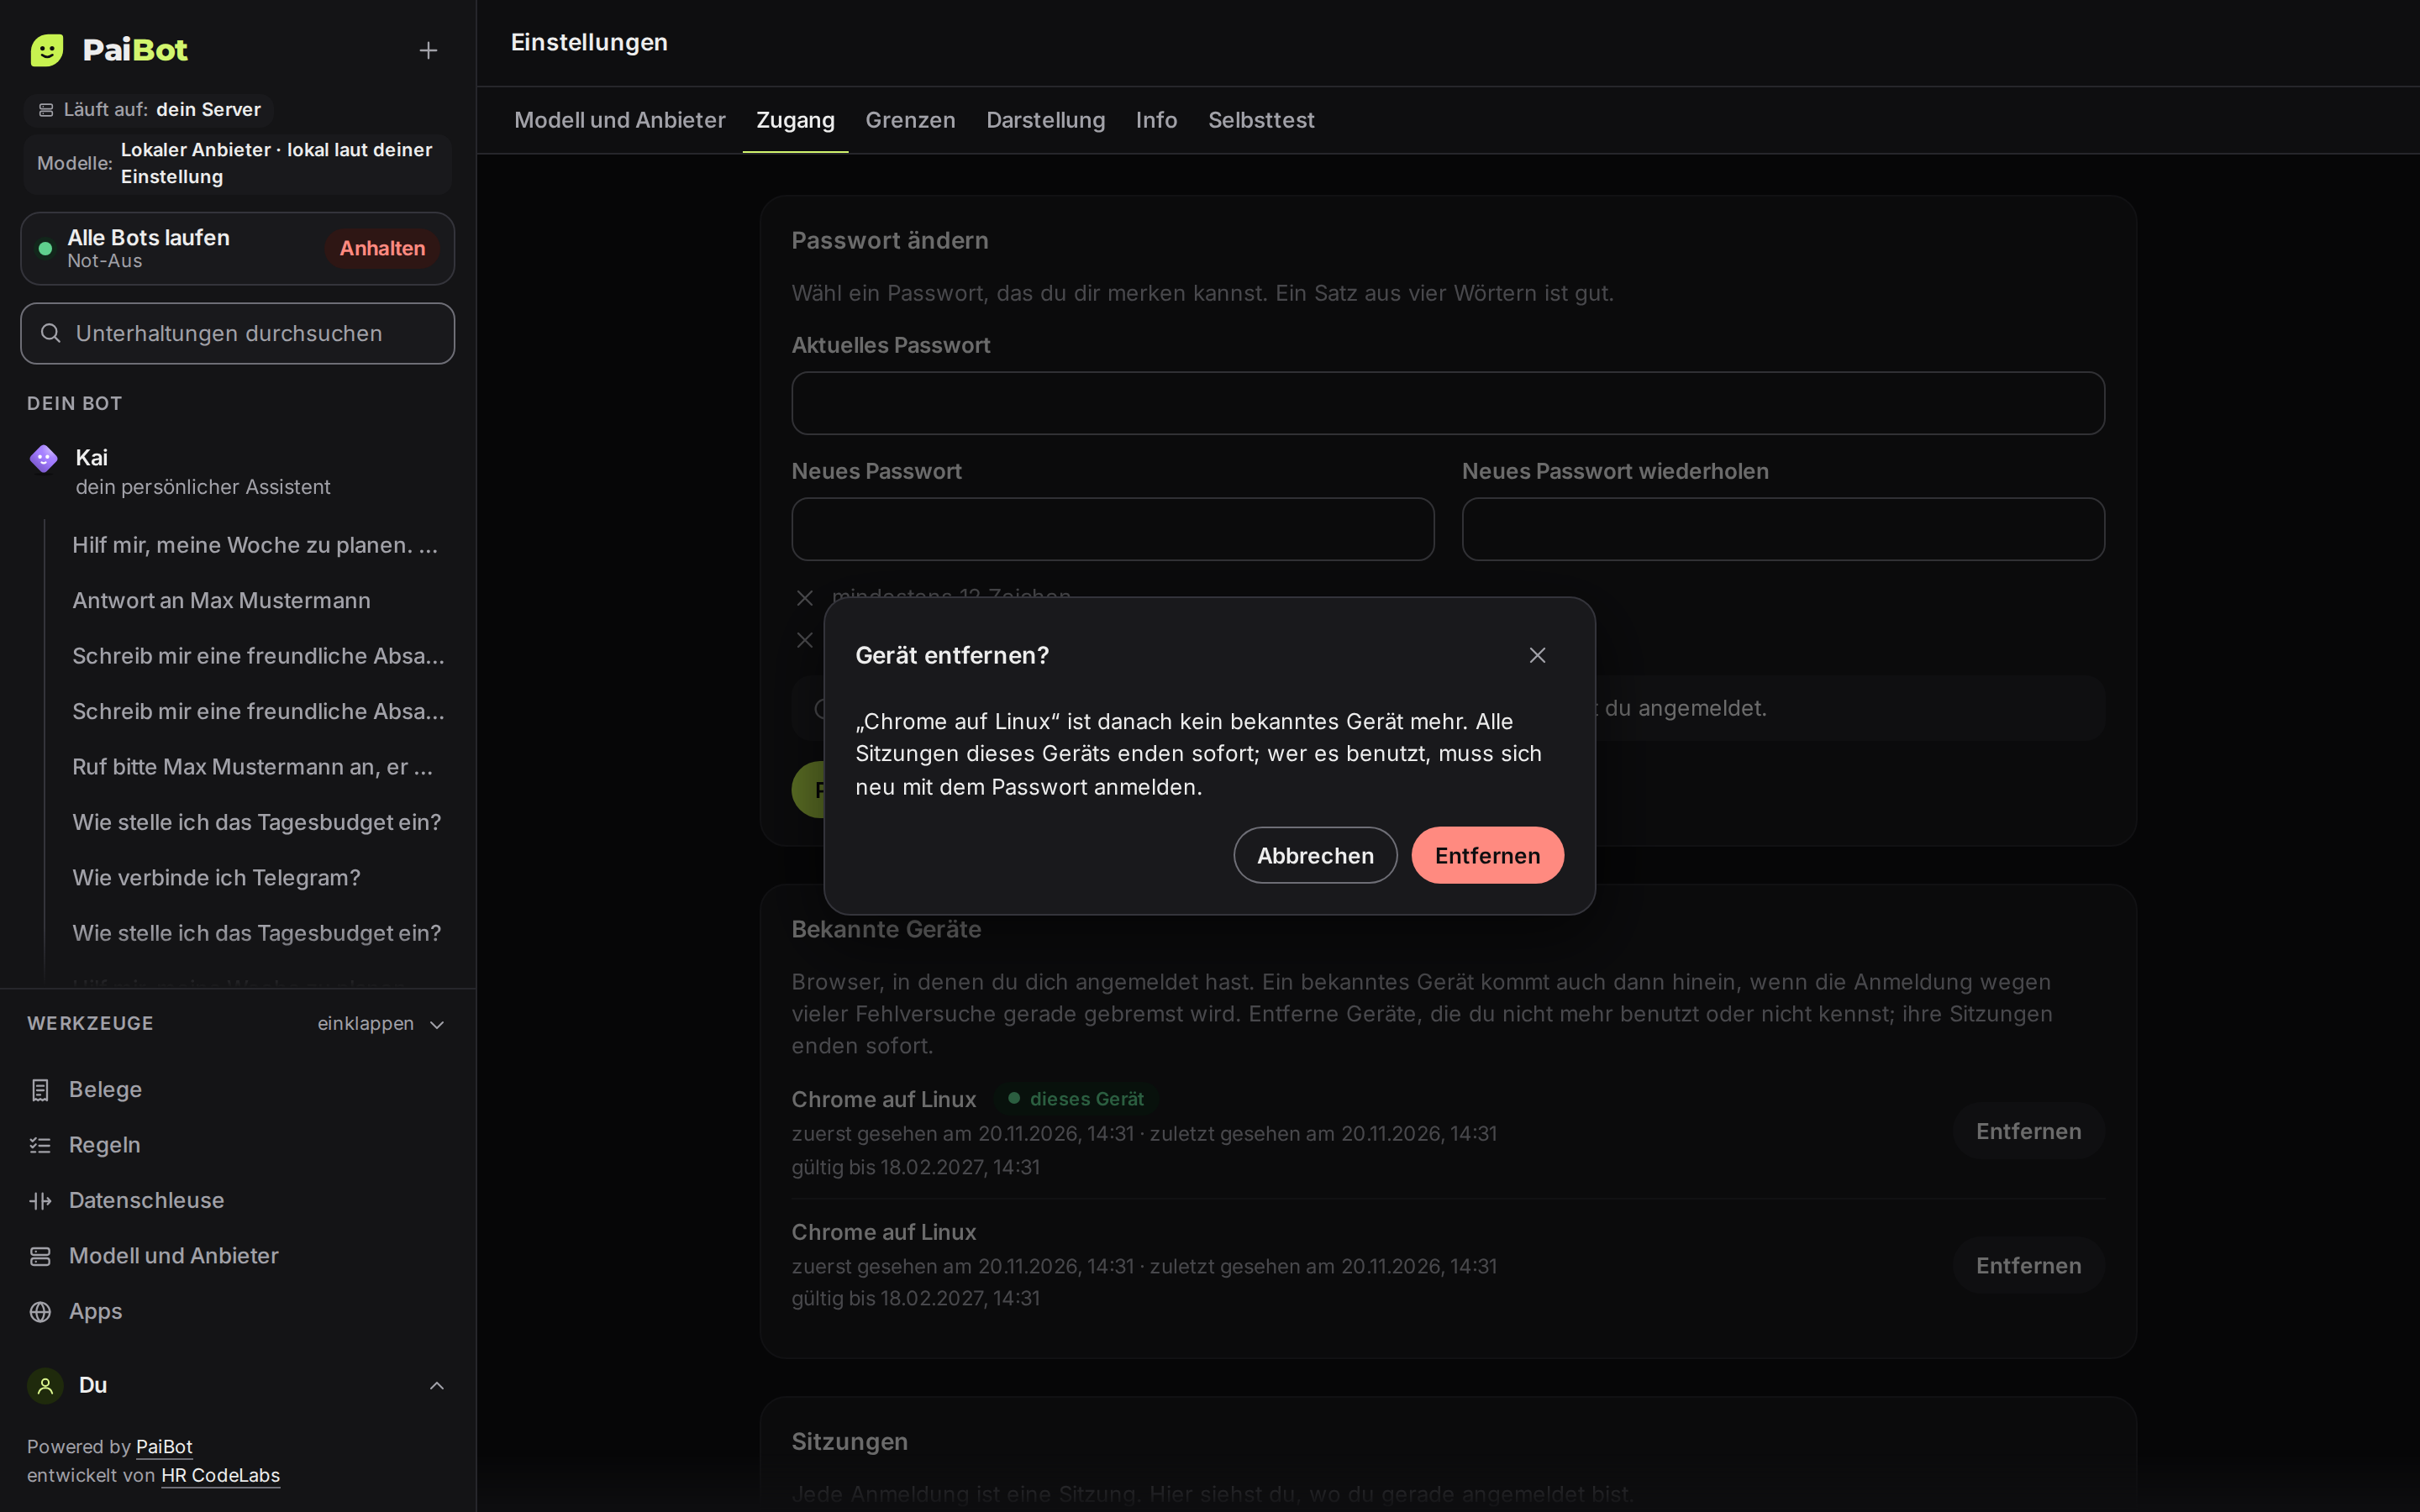 PaiBot
Läuft auf: dein Server
Modelle: Lokaler Anbieter · lokal laut deiner
Einstellung
Alle Bots laufen
Not-Aus
Anhalten
Unterhaltungen durchsuchen
DEIN BOT
Kai
dein persönlicher Assistent
Hilf mir, meine Woche zu planen. ...
Antwort an Max Mustermann
Schreib mir eine freundliche Absa...
Schreib mir eine freundliche Absa...
Ruf bitte Max Mustermann an, er ...
Wie stelle ich das Tagesbudget ein?
Wie verbinde ich Telegram?
Wie stelle ich das Tagesbudget ein?
WERKZEUGE
einklappen
Belege
Regeln
Datenschleuse
Modell und Anbieter
Apps
Du
Powered by PaiBot
entwickelt von HR CodeLabs
Einstellungen
Modell und Anbieter
Zugang
Grenzen
Darstellung
Info
Selbsttest
Passwort ändern
Wähl ein Passwort, das du dir merken kannst. Ein Satz aus vier Wörtern ist gut.
Aktuelles Passwort
Neues Passwort
Neues Passwort wiederholen
mindestens 12 Zeichen
du angemeldet.
Gerät entfernen?
„Chrome auf Linux“ ist danach kein bekanntes Gerät mehr. Alle
Sitzungen dieses Geräts enden sofort; wer es benutzt, muss sich
neu mit dem Passwort anmelden.
Abbrechen
Entfernen
Bekannte Geräte
Browser, in denen du dich angemeldet hast. Ein bekanntes Gerät kommt auch dann hinein, wenn die Anmeldung wegen
vieler Fehlversuche gerade gebremst wird. Entferne Geräte, die du nicht mehr benutzt oder nicht kennst; ihre Sitzungen
enden sofort.
Chrome auf Linux
dieses Gerät
zuerst gesehen am 20.11.2026, 14:31 · zuletzt gesehen am 20.11.2026, 14:31
gültig bis 18.02.2027, 14:31
Entfernen
Chrome auf Linux
zuerst gesehen am 20.11.2026, 14:31 · zuletzt gesehen am 20.11.2026, 14:31
gültig bis 18.02.2027, 14:31
Entfernen
Sitzungen
Jede Anmeldung ist eine Sitzung. Hier siehst du, wo du gerade angemeldet bist.